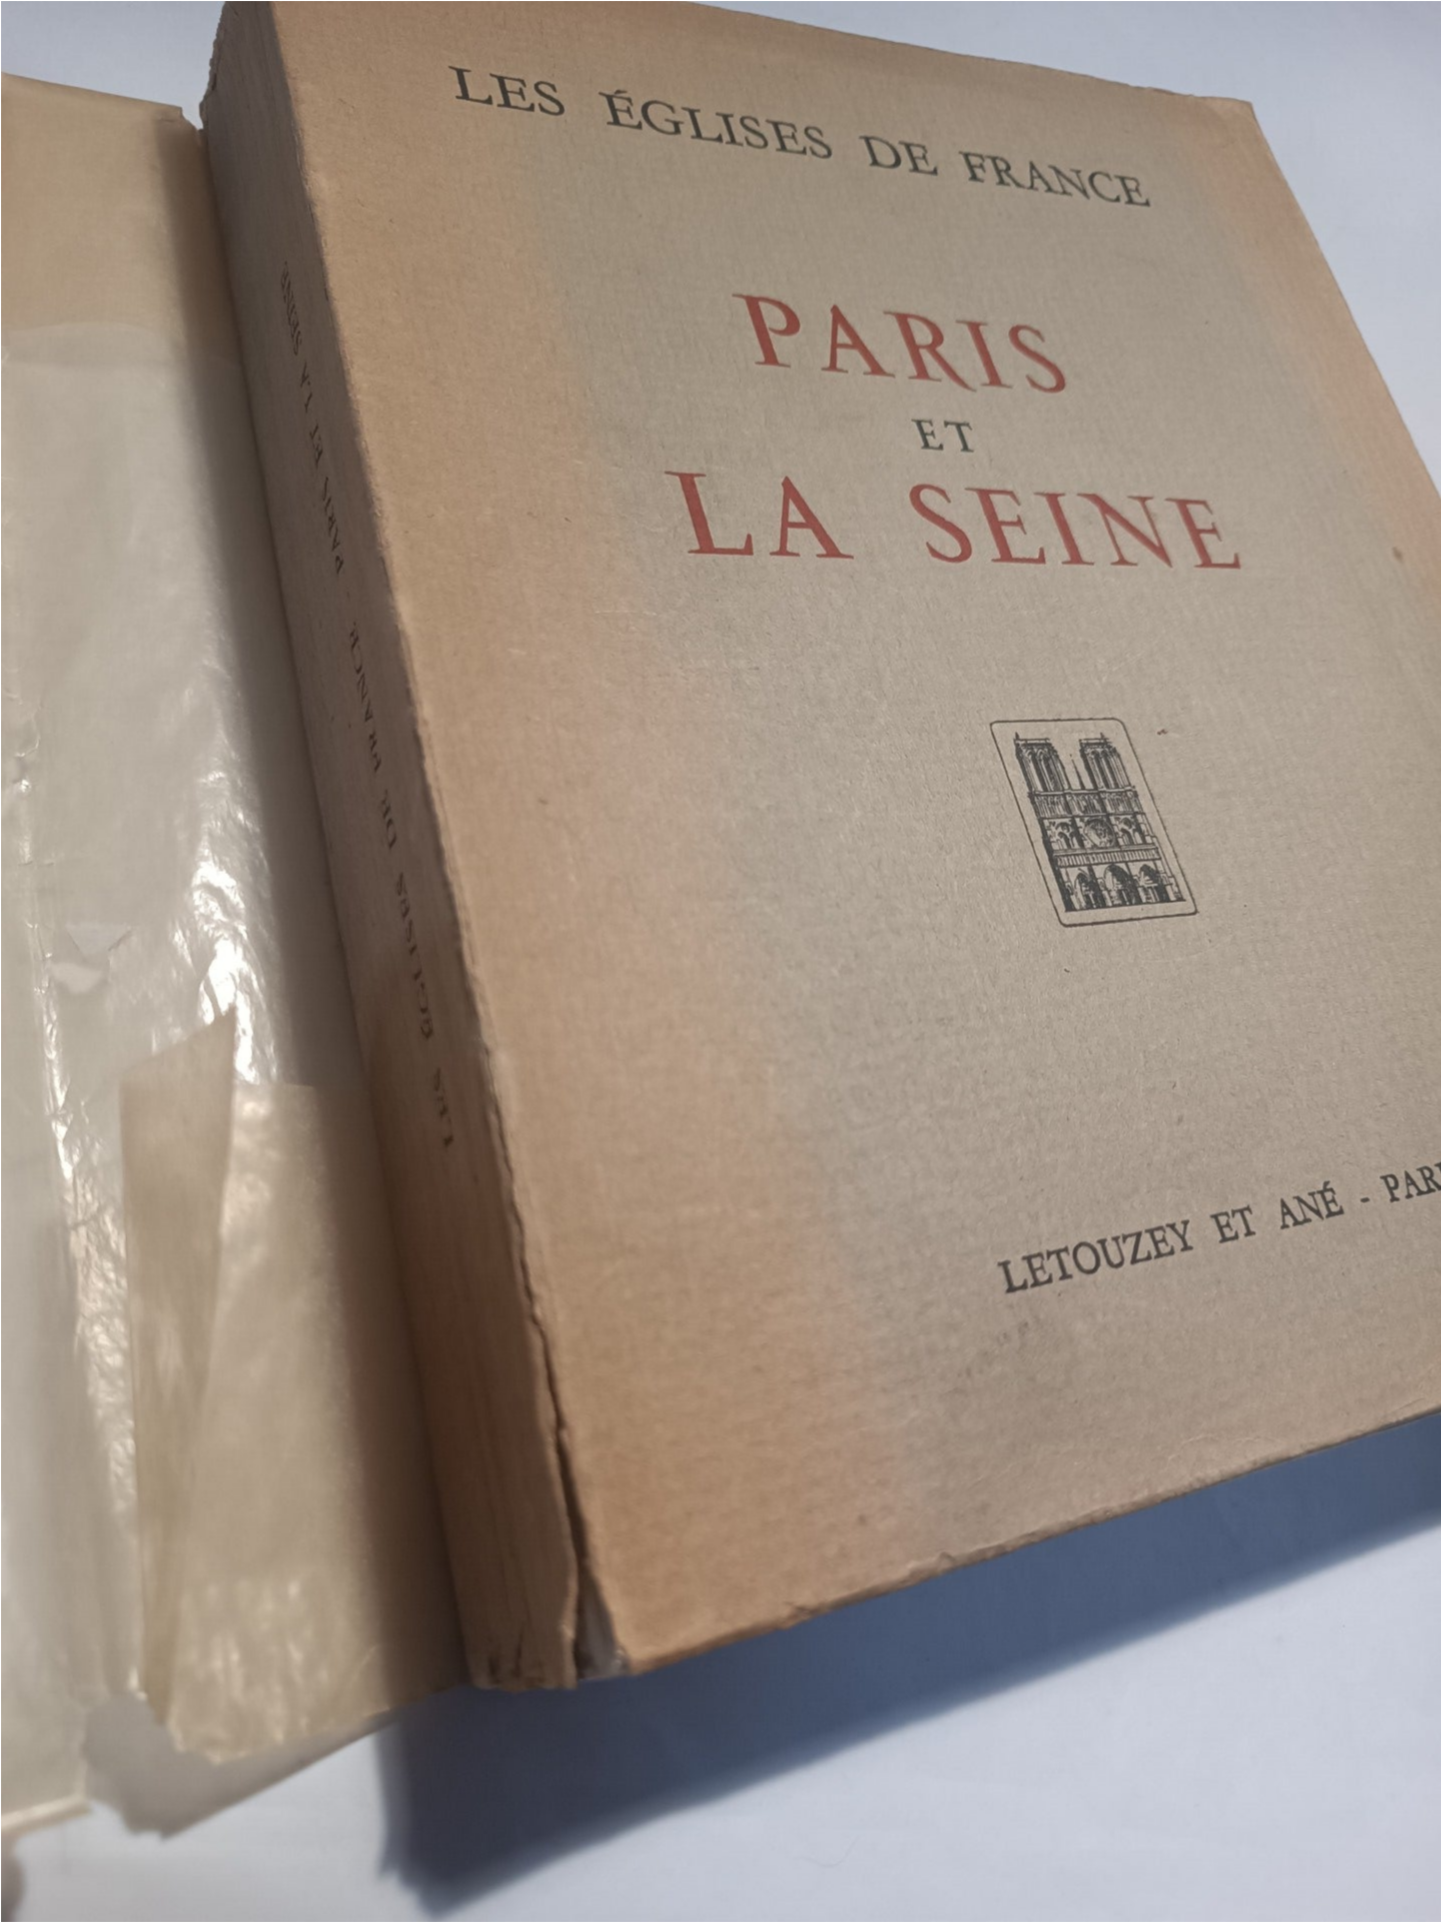 LES ÉGLISES DE FRANCE
PARIS
ET
LA SEINE
LETOUZEY ET ANÉ - PARI
LES ÉGLISES DE FRANCE - PARIS ET LA SEINE